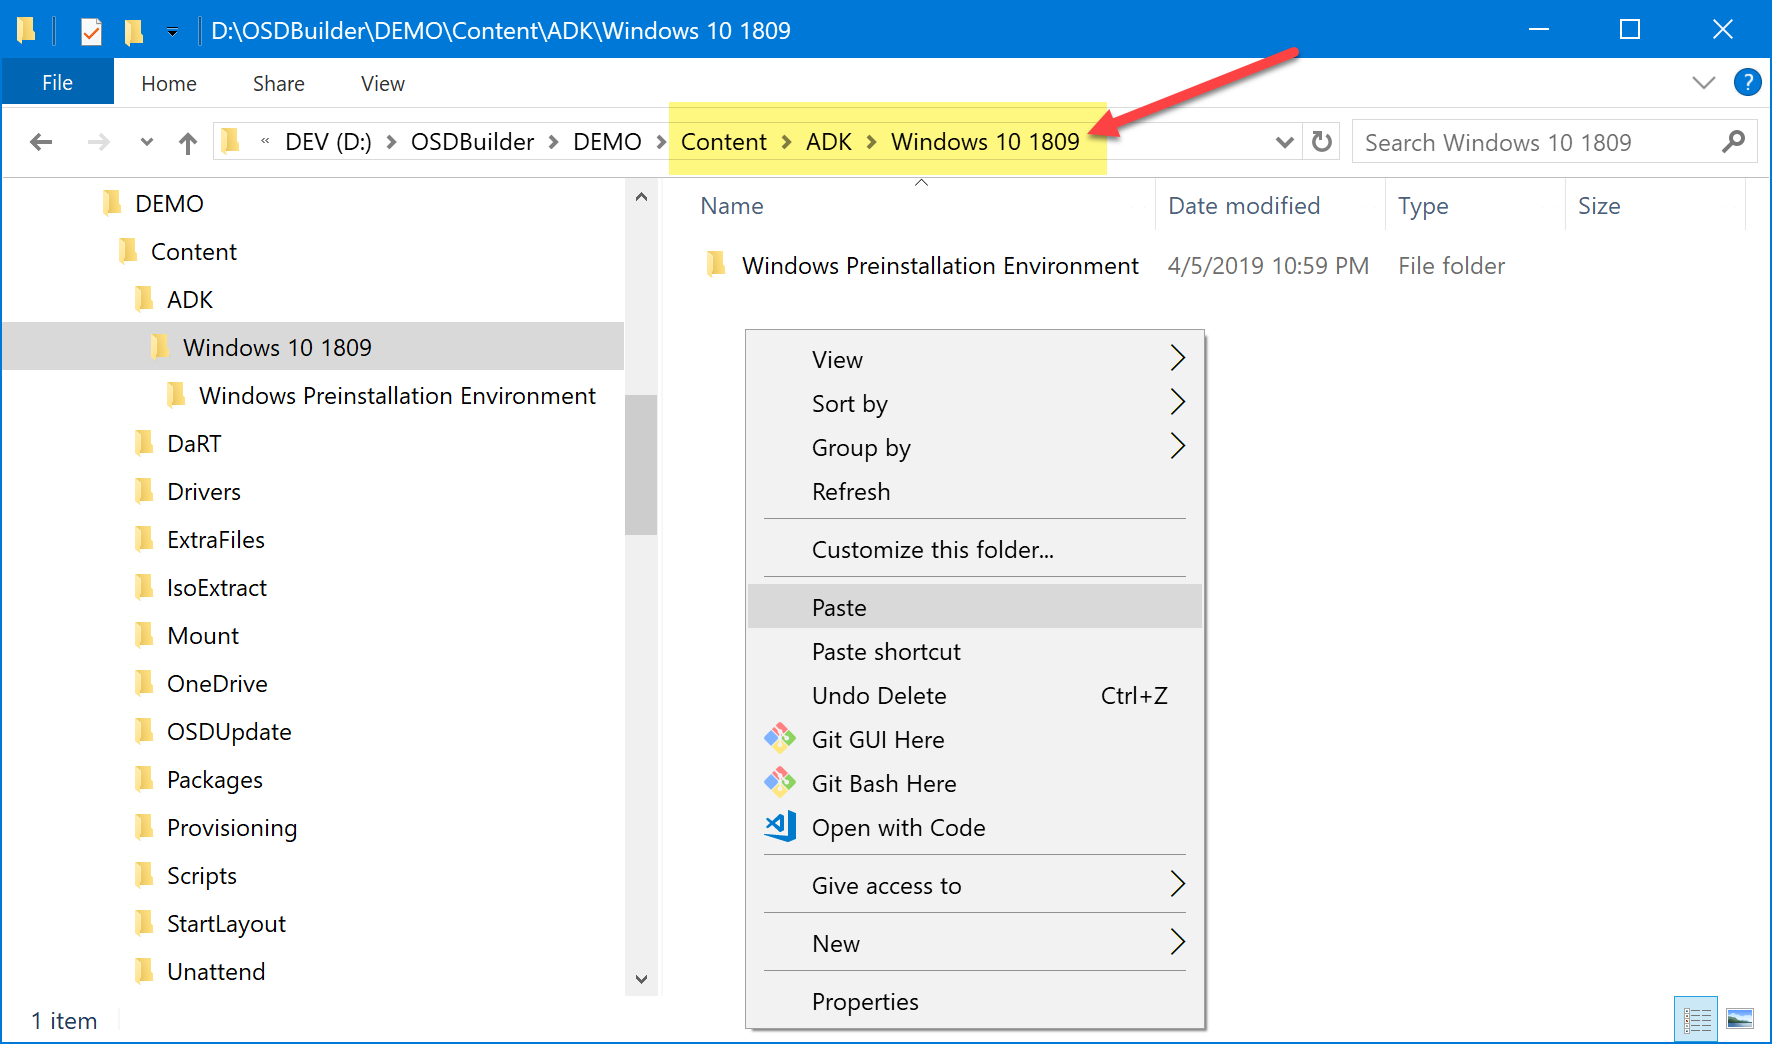 D:\OSDBuilder\DEMO\Content\ADK\Windows 10 1809
File Home Share View ?
« DEV (D:) > OSDBuilder > DEMO > Content > ADK > Windows 10 1809 Search Windows 10 1809
DEMO
Content
ADK
Windows 10 1809
Windows Preinstallation Environment
DaRT
Drivers
ExtraFiles
IsoExtract
Mount
OneDrive
OSDUpdate
Packages
Provisioning
Scripts
StartLayout
Unattend
Name Date modified Type Size
Windows Preinstallation Environment 4/5/2019 10:59 PM File folder
View
Sort by
Group by
Refresh
Customize this folder...
Paste
Paste shortcut
Undo Delete Ctrl+Z
Git GUI Here
Git Bash Here
Open with Code
Give access to
New
Properties
1 item